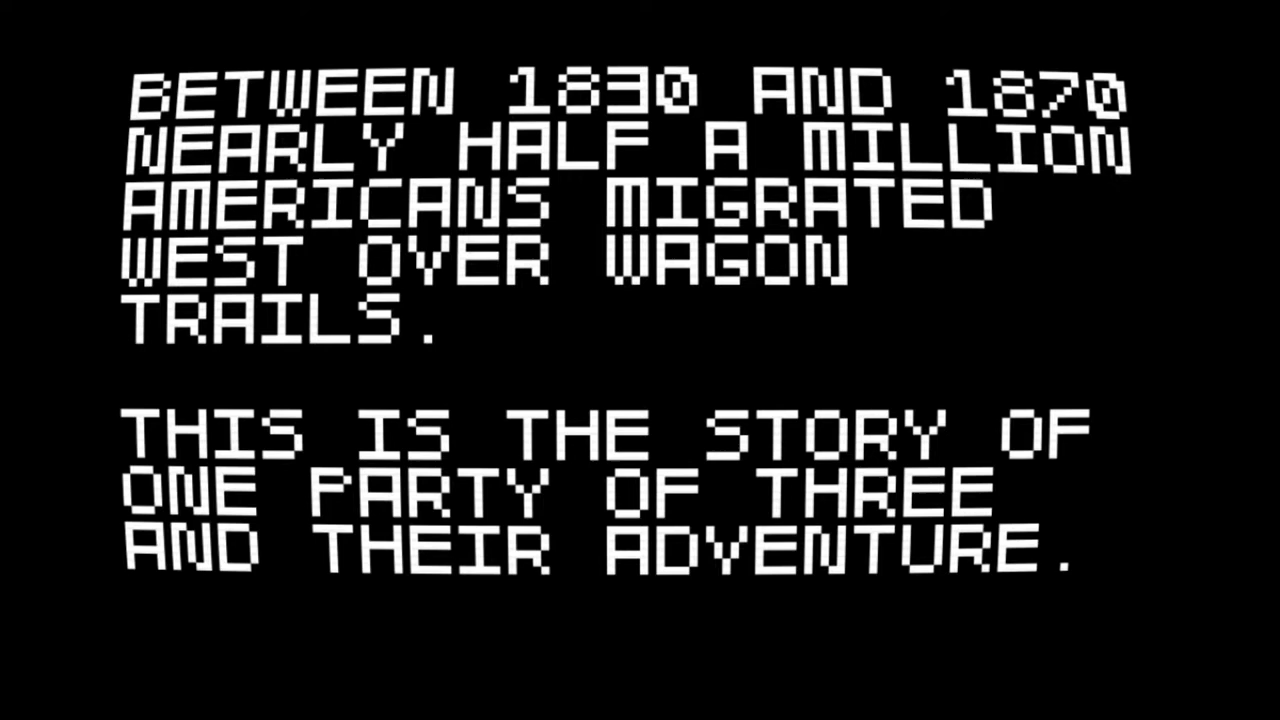 BETWEEN 1830 AND 1870
NEARLY HALF A MILLION
AMERICANS MIGRATED
WEST OVER WAGON
TRAILS.
THIS IS THE STORY OF
ONE PARTY OF THREE
AND THEIR ADVENTURE.